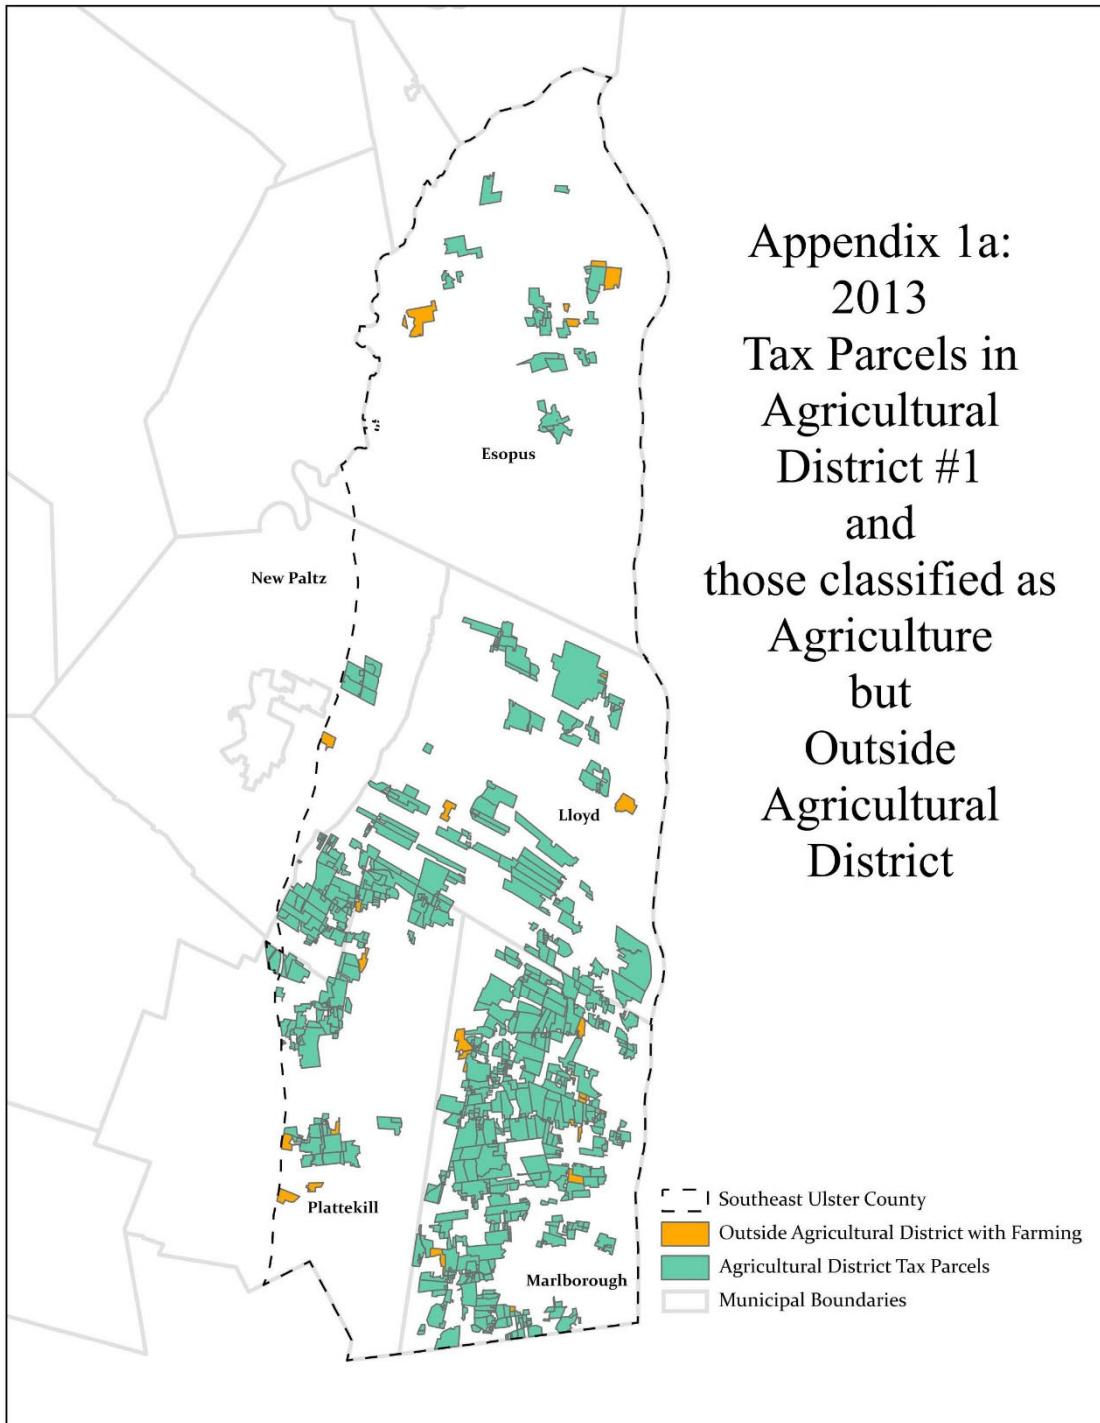 Appendix 1a:
2013
Tax Parcels in
Agricultural
District #1
and
those classified as
Agriculture
but
Outside
Agricultural
District
Esopus
New Paltz
Lloyd
Plattekill
Marlborough
Southeast Ulster County
Outside Agricultural District with Farming
Agricultural District Tax Parcels
Municipal Boundaries